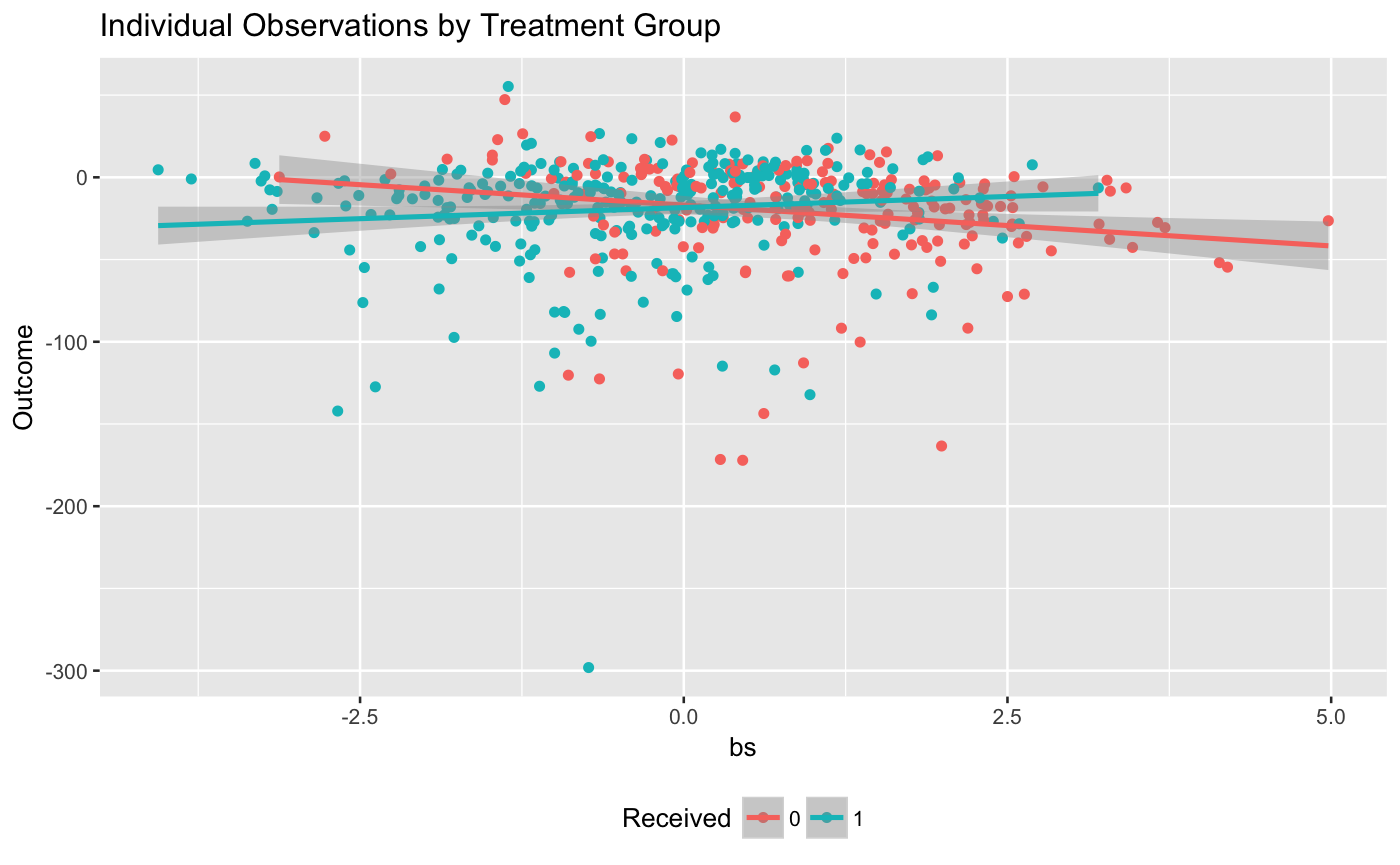 Individual Observations by Treatment Group
0
-100
-200
-300
Outcome
-2.5 0.0 2.5 5.0
bs
Received 0 1